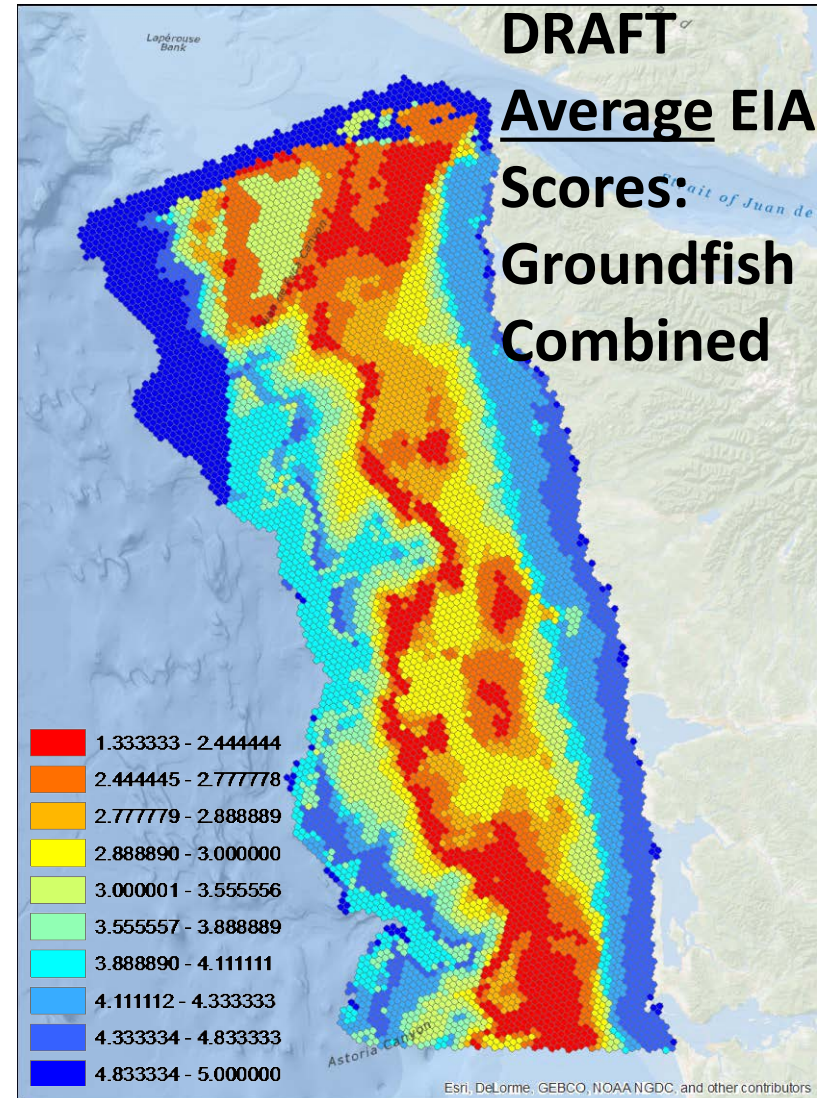 Lapérouse
Bank
DRAFT
Average EIA
Scores:
Groundfish
Combined
Strait of Juan de
Canyon
1.333333 - 2.444444
2.444445 - 2.777778
2.777779 - 2.888889
2.888890 - 3.000000
3.000001 - 3.555556
3.555557 - 3.888889
3.888890 - 4.111111
4.111112 - 4.333333
4.333334 - 4.833333
4.833334 - 5.000000
Astoria Canyon
Esri, DeLorme, GEBCO, NOAA NGDC, and other contributors